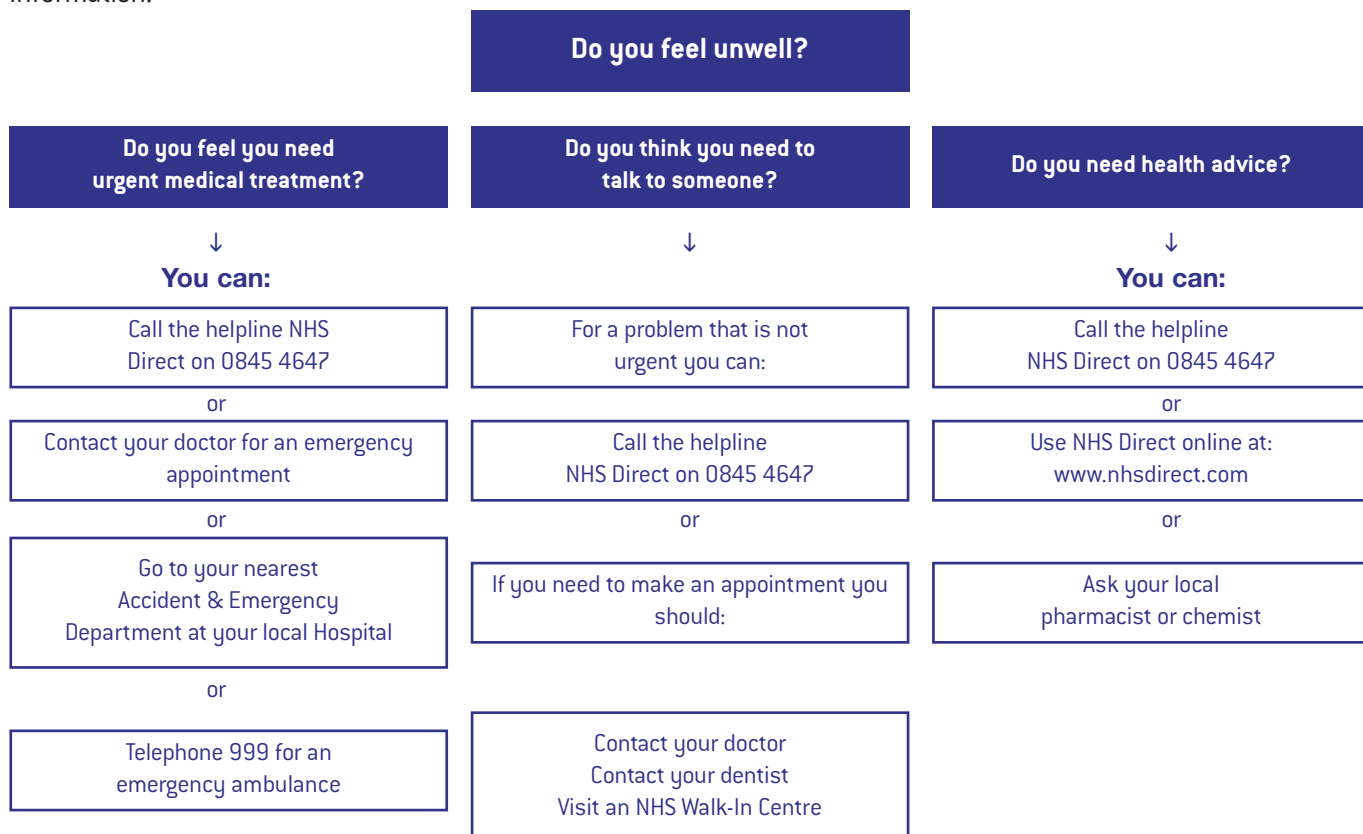 Do you feel unwell?
Do you feel you need
urgent medical treatment?
↓
You can:
Call the helpline NHS
Direct on 0845 4647
or
Contact your doctor for an emergency
appointment
or
Go to your nearest
Accident & Emergency
Department at your local Hospital
or
Telephone 999 for an
emergency ambulance
Do you think you need to
talk to someone?
↓
For a problem that is not
urgent you can:
Call the helpline
NHS Direct on 0845 4647
or
If you need to make an appointment you
should:
Contact your doctor
Contact your dentist
Visit an NHS Walk-In Centre
Do you need health advice?
↓
You can:
Call the helpline
NHS Direct on 0845 4647
or
Use NHS Direct online at:
www.nhsdirect.com
or
Ask your local
pharmacist or chemist